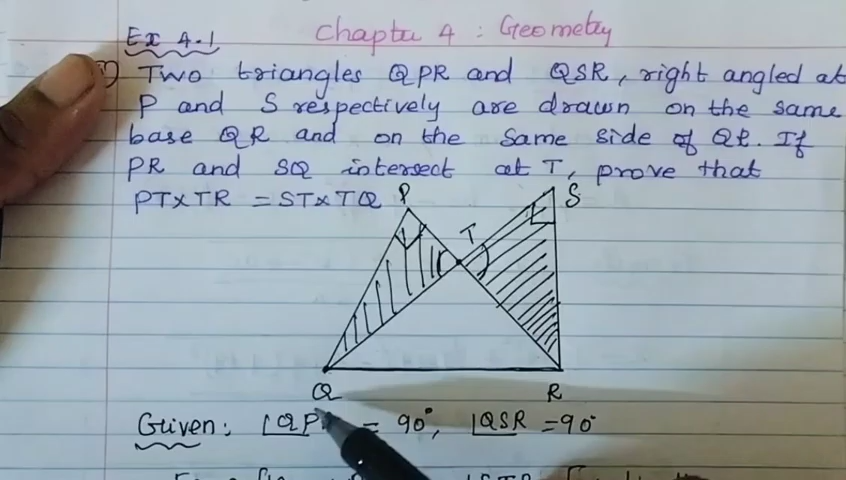 Ex 4.1 Chapter 4 : Geometry
Two triangles QPR and QSR, right angled at
P and S respectively are drawn on the same
base QR and on the same side of QR. If
PR and SQ intersect at T, prove that
PT×TR = ST×TQ P S
T
Q R
Given: ∠QP = 90°, ∠QSR = 90°